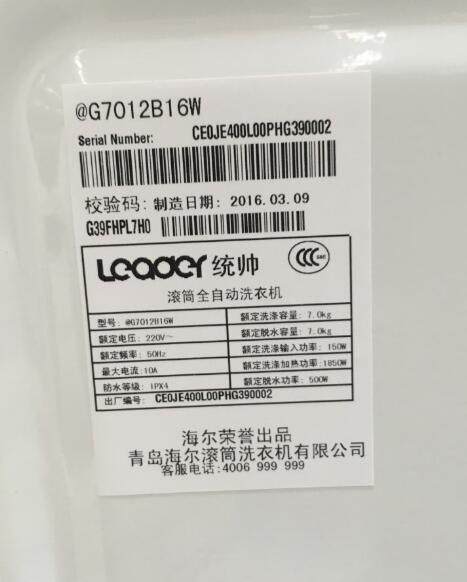 @G7012B16W
Serial Number: CE0JE400L00PHG390002
校验码: 制造日期: 2016.03.09
G39FHPL7H0
Leader 统帅
滚筒全自动洗衣机
型号: @G7012B16W 额定洗涤容量: 7.0kg
额定电压: 220V~ 额定脱水容量: 7.0kg
额定频率: 50Hz 额定洗涤输入功率: 150W
最大电流:10A 额定洗涤加热功率: 1850W
防水等级: IPX4 额定脱水功率: 500W
出厂编号: CE0JE400L00PHG390002
海尔荣誉出品
青岛海尔滚筒洗衣机有限公司
客服电话:4006 999 999